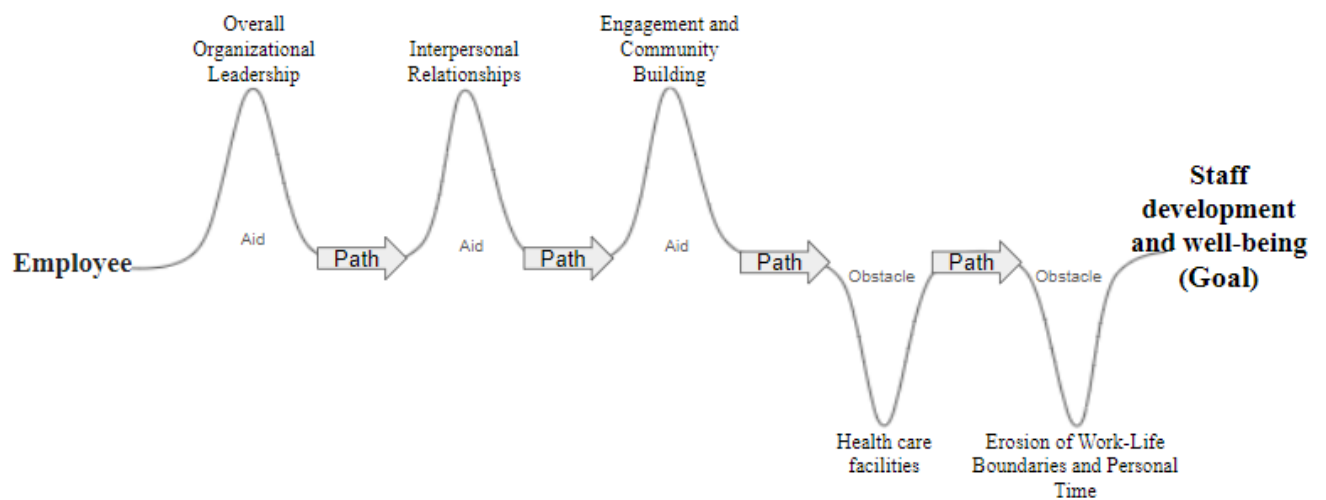 Overall
Organizational
Leadership
Interpersonal
Relationships
Engagement and
Community
Building
Employee
Aid
Path
Aid
Path
Aid
Path
Obstacle
Path
Obstacle
Staff
development
and well-being
(Goal)
Health care
facilities
Erosion of Work-Life
Boundaries and Personal
Time